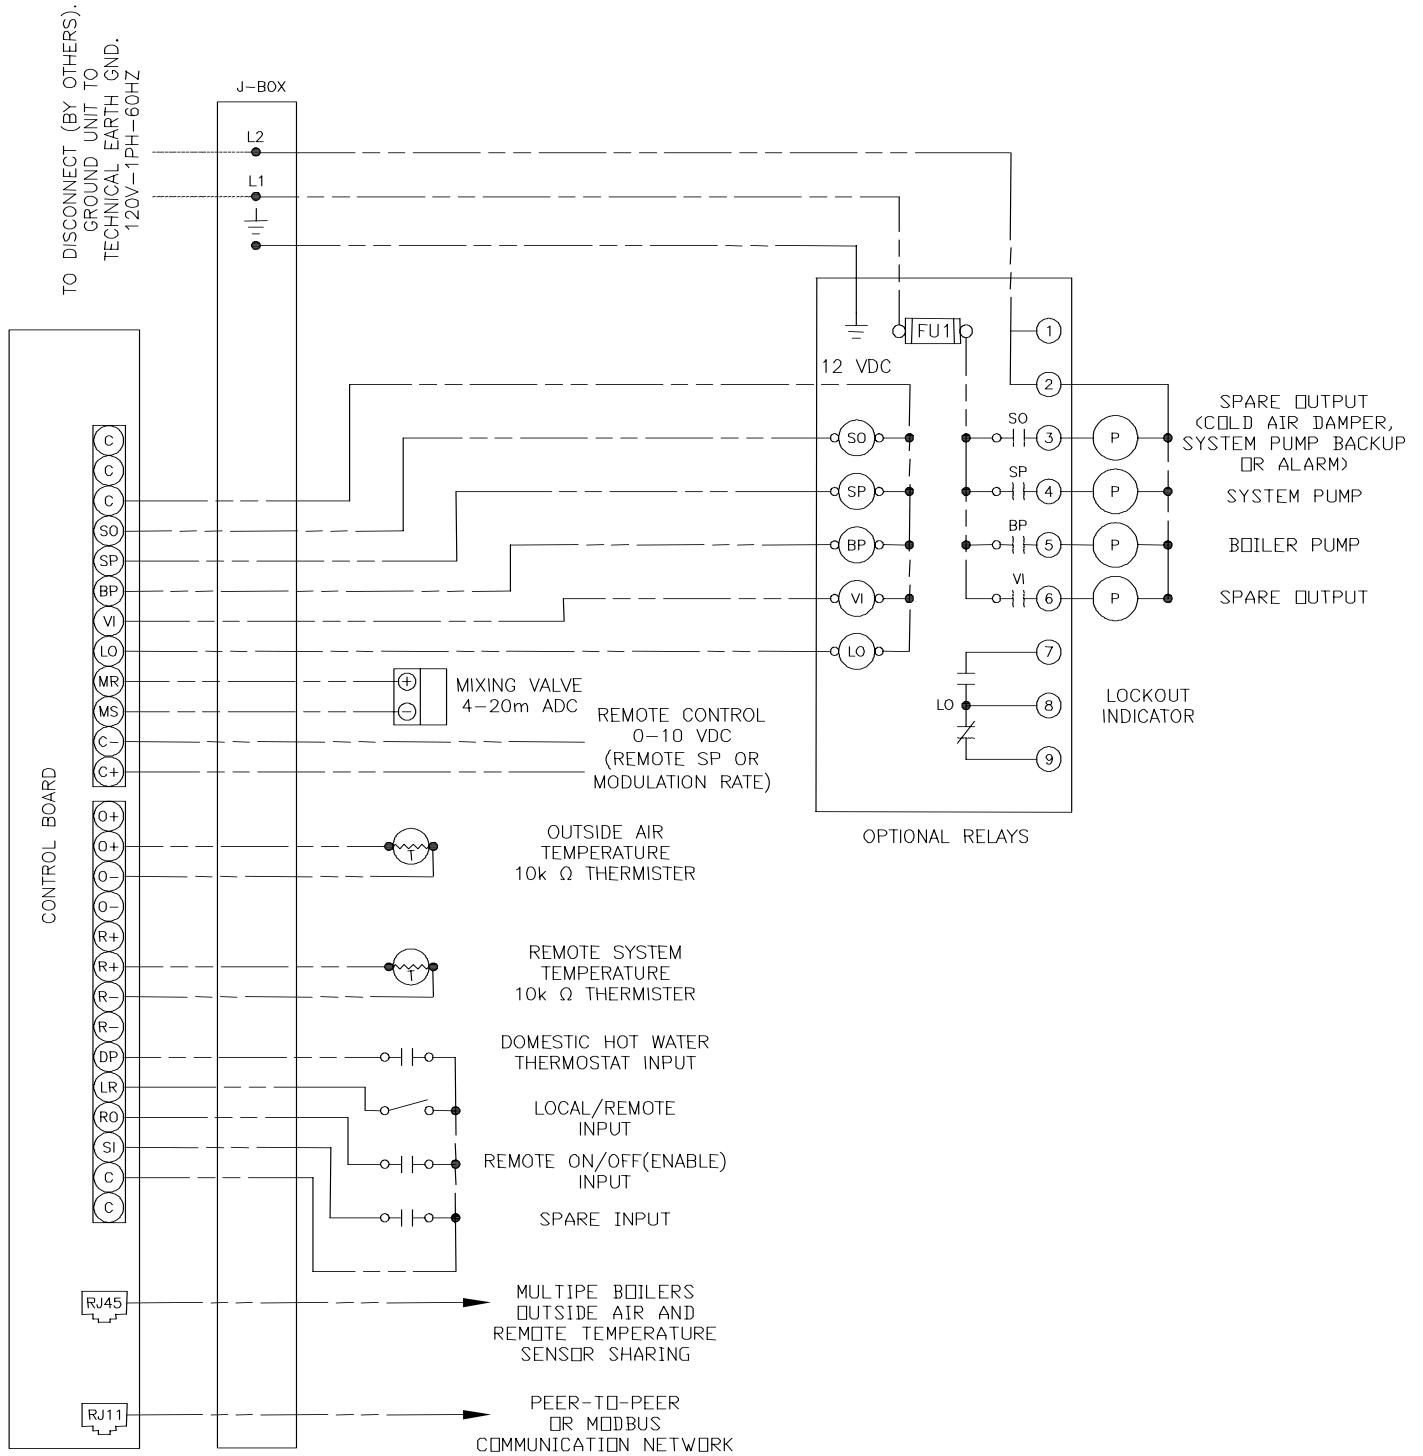 TO DISCONNECT (BY OTHERS).
GROUND UNIT TO
TECHNICAL EARTH GND.
120V-1PH-60HZ
J-BOX
L2
L1
FU1
1
12 VDC
2
SPARE OUTPUT
(COLD AIR DAMPER,
SYSTEM PUMP BACKUP
OR ALARM)
SO
SO
3
P
SP
SP
4
P
SYSTEM PUMP
BP
BP
5
P
BOILER PUMP
VI
VI
6
P
SPARE OUTPUT
LO
7
LO
8
9
LOCKOUT
INDICATOR
OPTIONAL RELAYS
CONTROL BOARD
C
C
C
SO
SP
BP
VI
LO
MR
MS
C-
C+
+
-
MIXING VALVE
4-20m ADC
REMOTE CONTROL
0-10 VDC
(REMOTE SP OR
MODULATION RATE)
O+
O+
O-
O-
R+
R+
R-
R-
DP
LR
RO
SI
C
C
T
OUTSIDE AIR
TEMPERATURE
10k Ω THERMISTER
T
REMOTE SYSTEM
TEMPERATURE
10k Ω THERMISTER
DOMESTIC HOT WATER
THERMOSTAT INPUT
LOCAL/REMOTE
INPUT
REMOTE ON/OFF(ENABLE)
INPUT
SPARE INPUT
RJ45
MULTIPE BOILERS
OUTSIDE AIR AND
REMOTE TEMPERATURE
SENSOR SHARING
RJ11
PEER-TO-PEER
OR MODBUS
COMMUNICATION NETWORK